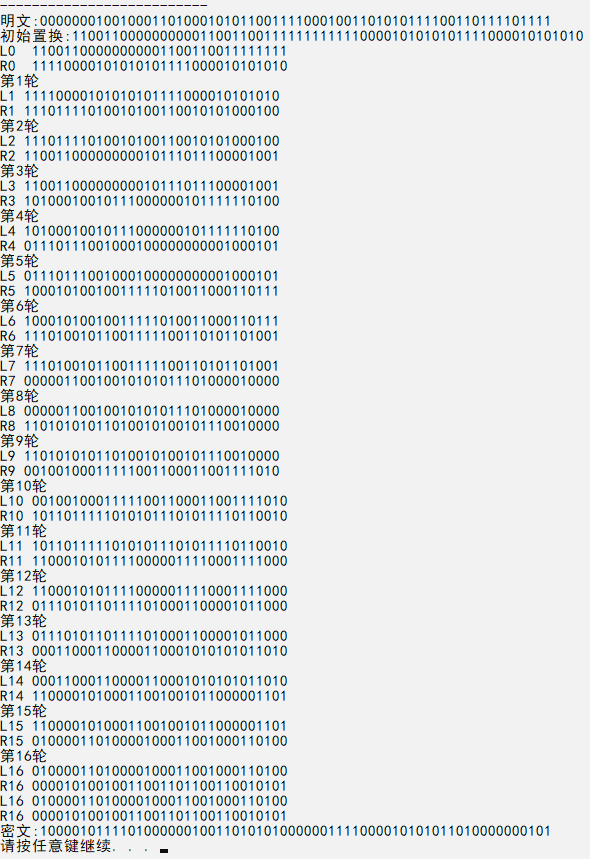 --------------------------
明文:0000000100100011010001010110011110001001101010111100110111101111
初始置换:1100110000000000110011001111111111110000101010101111000010101010
L0  11001100000000001100110011111111
R0  11110000101010101111000010101010
第1轮
L1 11110000101010101111000010101010
R1 11101111010010100110010101000100
第2轮
L2 11101111010010100110010101000100
R2 11001100000000010111011100001001
第3轮
L3 11001100000000010111011100001001
R3 10100010010111000000101111110100
第4轮
L4 10100010010111000000101111110100
R4 01110111001000100000000001000101
第5轮
L5 01110111001000100000000001000101
R5 10001010010011111010011000110111
第6轮
L6 10001010010011111010011000110111
R6 11101001011001111100110101101001
第7轮
L7 11101001011001111100110101101001
R7 00000110010010101011101000010000
第8轮
L8 00000110010010101011101000010000
R8 11010101011010010100101110010000
第9轮
L9 11010101011010010100101110010000
R9 00100100011111001100011001111010
第10轮
L10 00100100011111001100011001111010
R10 10110111110101011101011110110010
第11轮
L11 10110111110101011101011110110010
R11 11000101011110000011110001111000
第12轮
L12 11000101011110000011110001111000
R12 01110101101111010001100001011000
第13轮
L13 01110101101111010001100001011000
R13 00011000110000110001010101011010
第14轮
L14 00011000110000110001010101011010
R14 11000010100011001001011000001101
第15轮
L15 11000010100011001001011000001101
R15 01000011010000100011001000110100
第16轮
L16 01000011010000100011001000110100
R16 00001010010011001101100110010101
L16 01000011010000100011001000110100
R16 00001010010011001101100110010101
密文:1000010111101000000100110101010000001111000010101011010000000101
请按任意键继续. . .